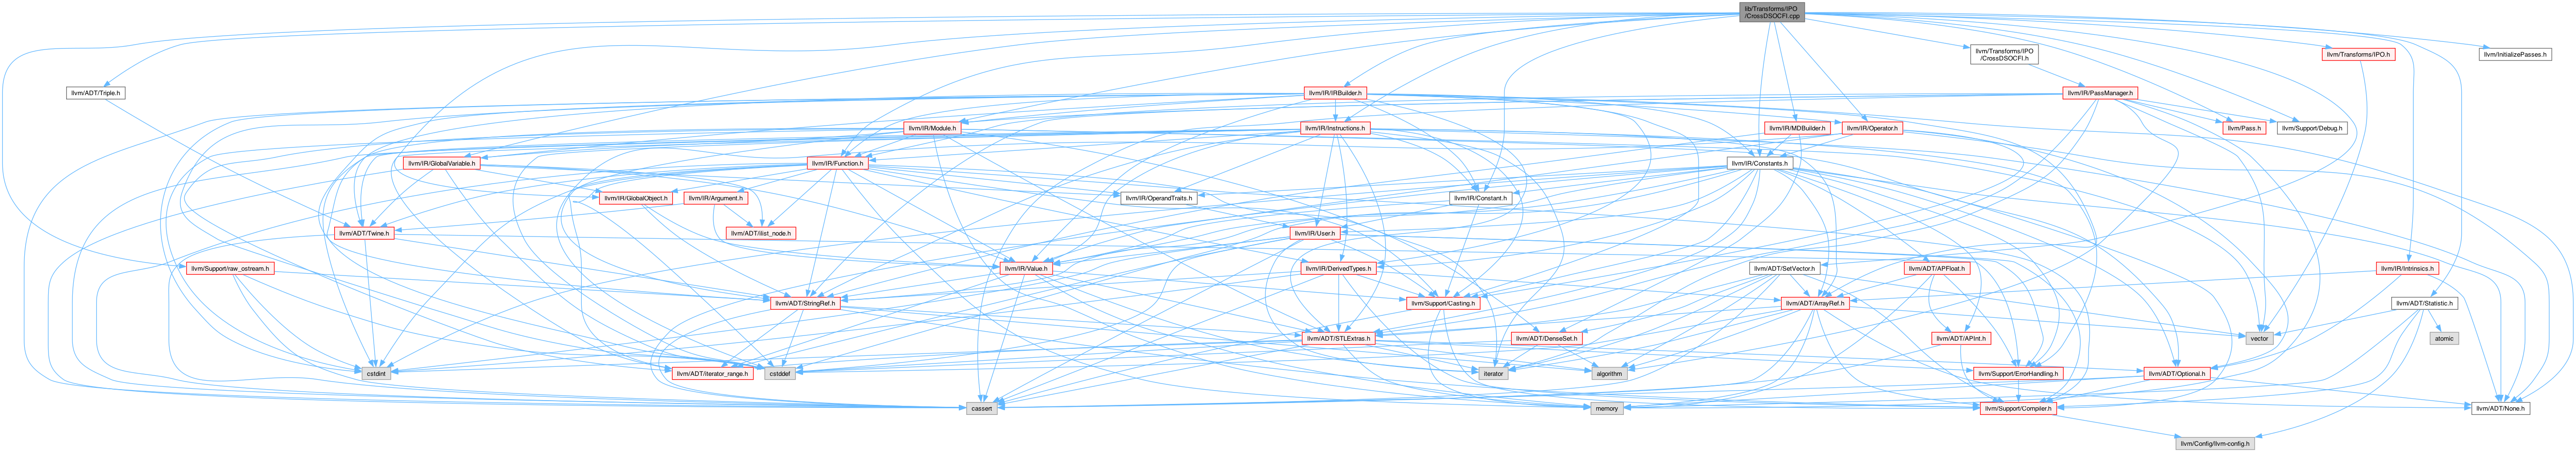 lib/Transforms/IPO
/CrossDSOCFI.cpp
llvm/Transforms/IPO
/CrossDSOCFI.h
llvm/Transforms/IPO.h
llvm/InitializePasses.h
llvm/ADT/Triple.h
llvm/IR/IRBuilder.h
llvm/IR/PassManager.h
llvm/IR/Module.h
llvm/IR/Instructions.h
llvm/IR/MDBuilder.h
llvm/IR/Operator.h
llvm/Pass.h
llvm/Support/Debug.h
llvm/IR/GlobalVariable.h
llvm/IR/Function.h
llvm/IR/Constants.h
llvm/IR/GlobalObject.h
llvm/IR/Argument.h
llvm/IR/OperandTraits.h
llvm/IR/Constant.h
llvm/ADT/Twine.h
llvm/ADT/ilist_node.h
llvm/IR/User.h
llvm/Support/raw_ostream.h
llvm/IR/Value.h
llvm/IR/DerivedTypes.h
llvm/ADT/SetVector.h
llvm/ADT/APFloat.h
llvm/IR/Intrinsics.h
llvm/ADT/StringRef.h
llvm/Support/Casting.h
llvm/ADT/ArrayRef.h
llvm/ADT/Statistic.h
llvm/ADT/STLExtras.h
llvm/ADT/DenseSet.h
llvm/ADT/APInt.h
vector
atomic
cstdint
llvm/ADT/iterator_range.h
cstddef
iterator
algorithm
llvm/Support/ErrorHandling.h
llvm/ADT/Optional.h
cassert
memory
llvm/Support/Compiler.h
llvm/ADT/None.h
llvm/Config/llvm-config.h